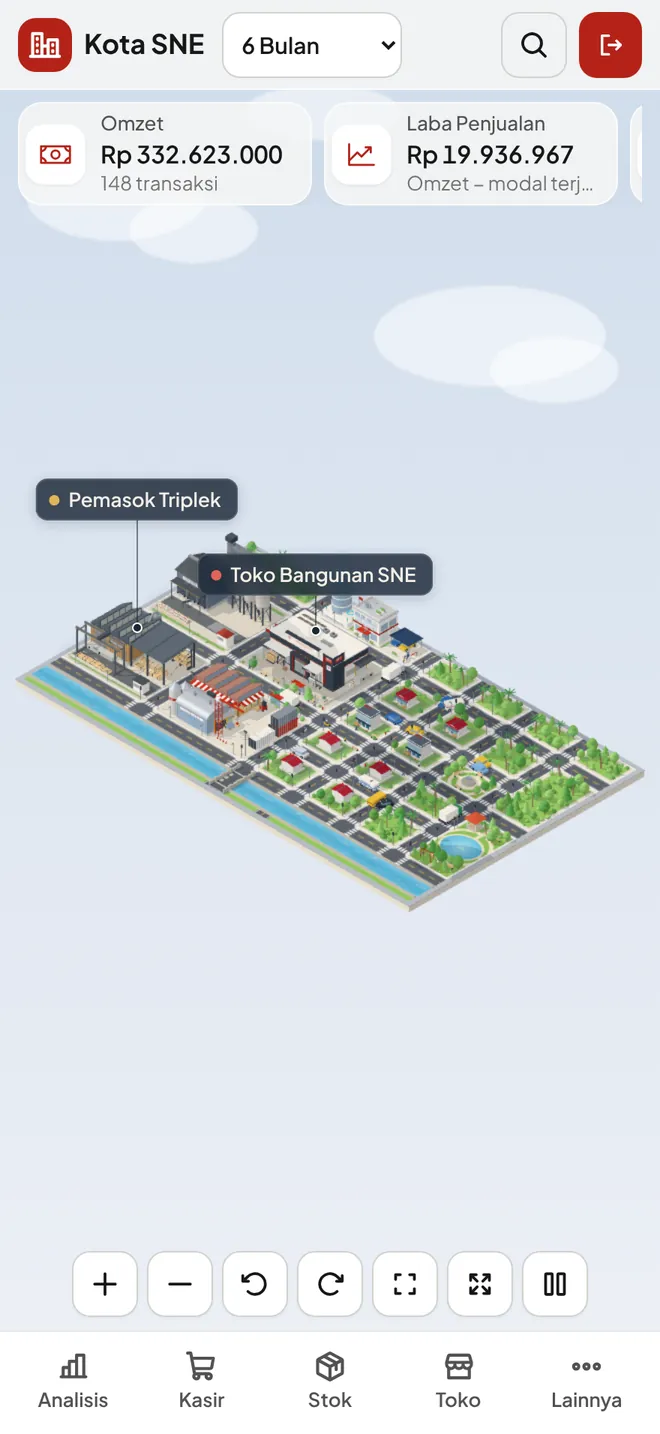 Kota SNE
6 Bulan
Omzet
Rp 332.623.000
148 transaksi
Laba Penjualan
Rp 19.936.967
Omzet – modal terj...
Pemasok Triplek
Toko Bangunan SNE
Analisis
Kasir
Stok
Toko
Lainnya